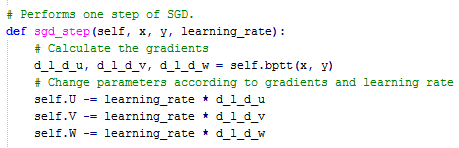 # Performs one step of SGD.
def sgd_step(self, x, y, learning_rate):
# Calculate the gradients
d_l_d_u, d_l_d_v, d_l_d_w = self.bptt(x, y)
# Change parameters according to gradients and learning rate
self.U -= learning_rate * d_l_d_u
self.V -= learning_rate * d_l_d_v
self.W -= learning_rate * d_l_d_w